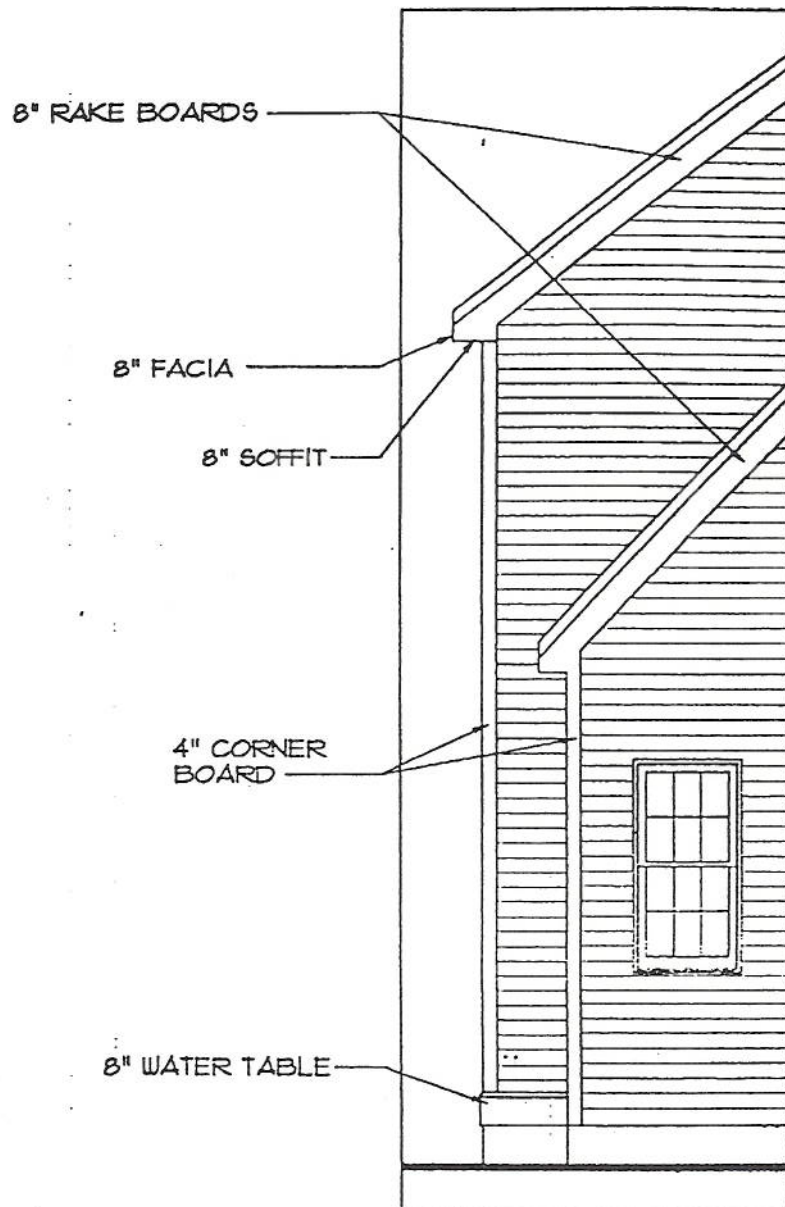 8" RAKE BOARDS
8" FACIA
8" SOFFIT
4" CORNER
BOARD
8" WATER TABLE